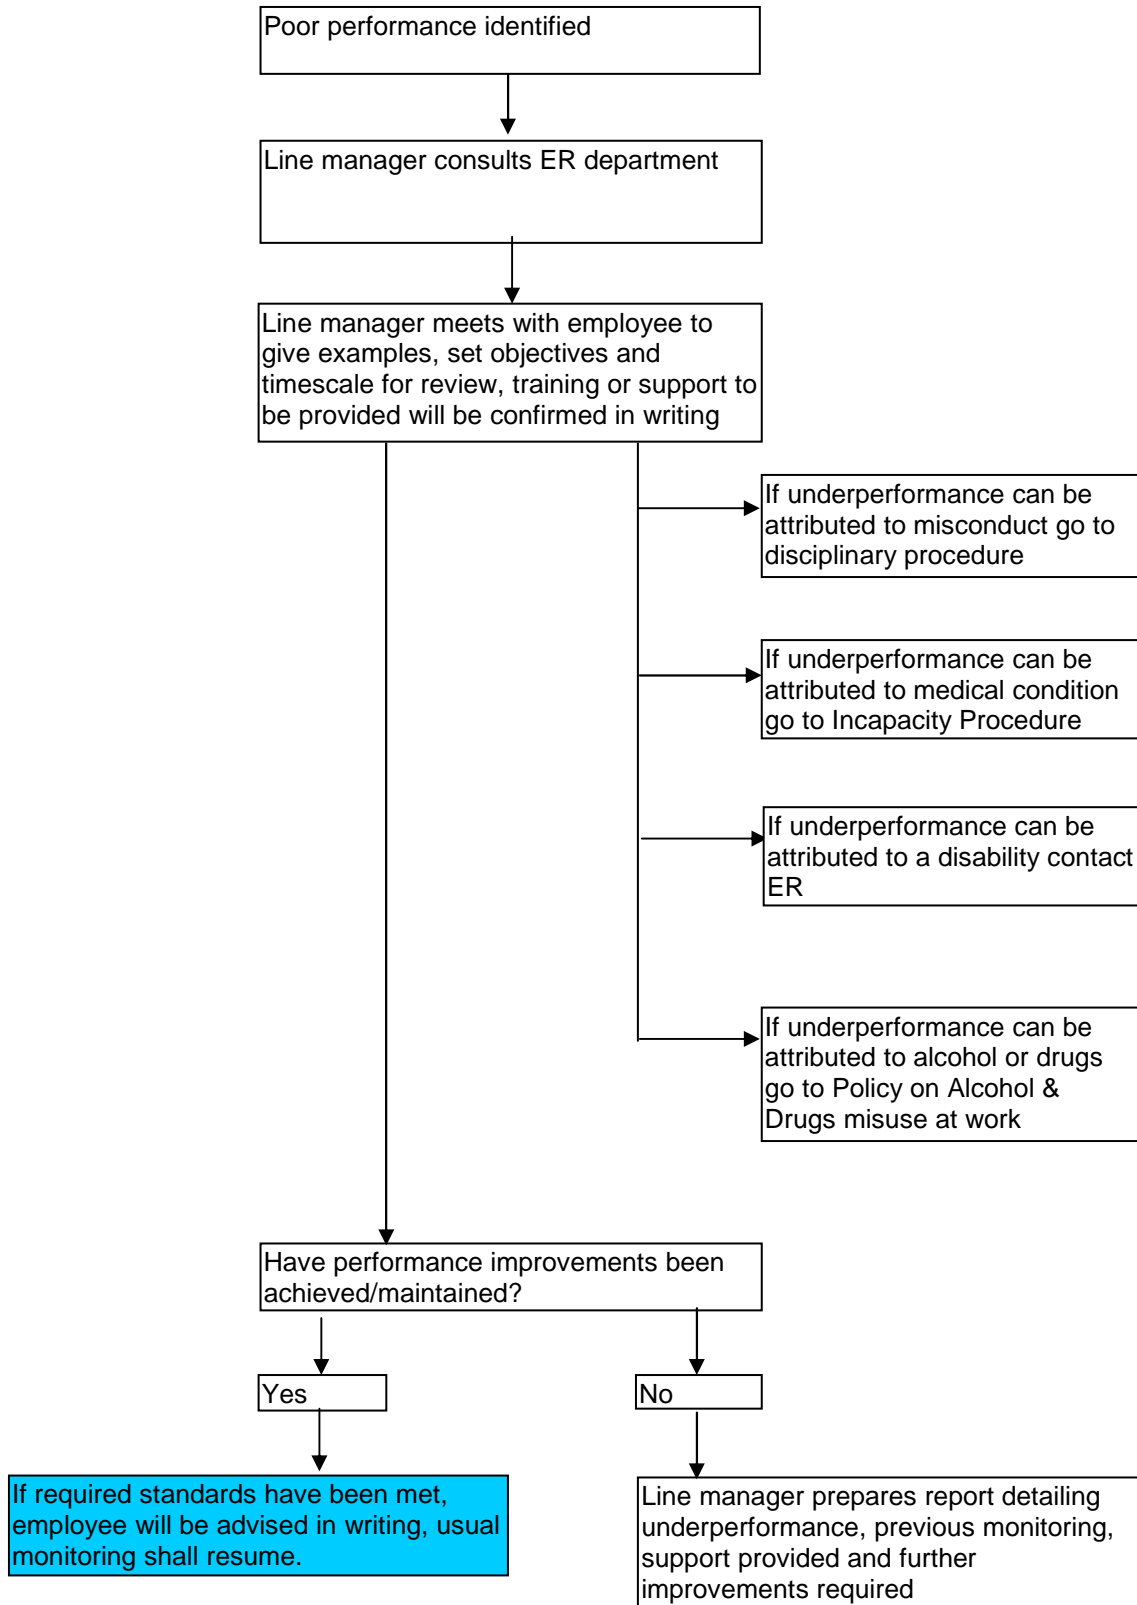 Poor performance identified
Line manager consults ER department
Line manager meets with employee to
give examples, set objectives and
timescale for review, training or support to
be provided will be confirmed in writing
If underperformance can be
attributed to misconduct go to
disciplinary procedure
If underperformance can be
attributed to medical condition
go to Incapacity Procedure
If underperformance can be
attributed to a disability contact
ER
If underperformance can be
attributed to alcohol or drugs
go to Policy on Alcohol &
Drugs misuse at work
Have performance improvements been
achieved/maintained?
Yes
No
If required standards have been met,
employee will be advised in writing, usual
monitoring shall resume.
Line manager prepares report detailing
underperformance, previous monitoring,
support provided and further
improvements required